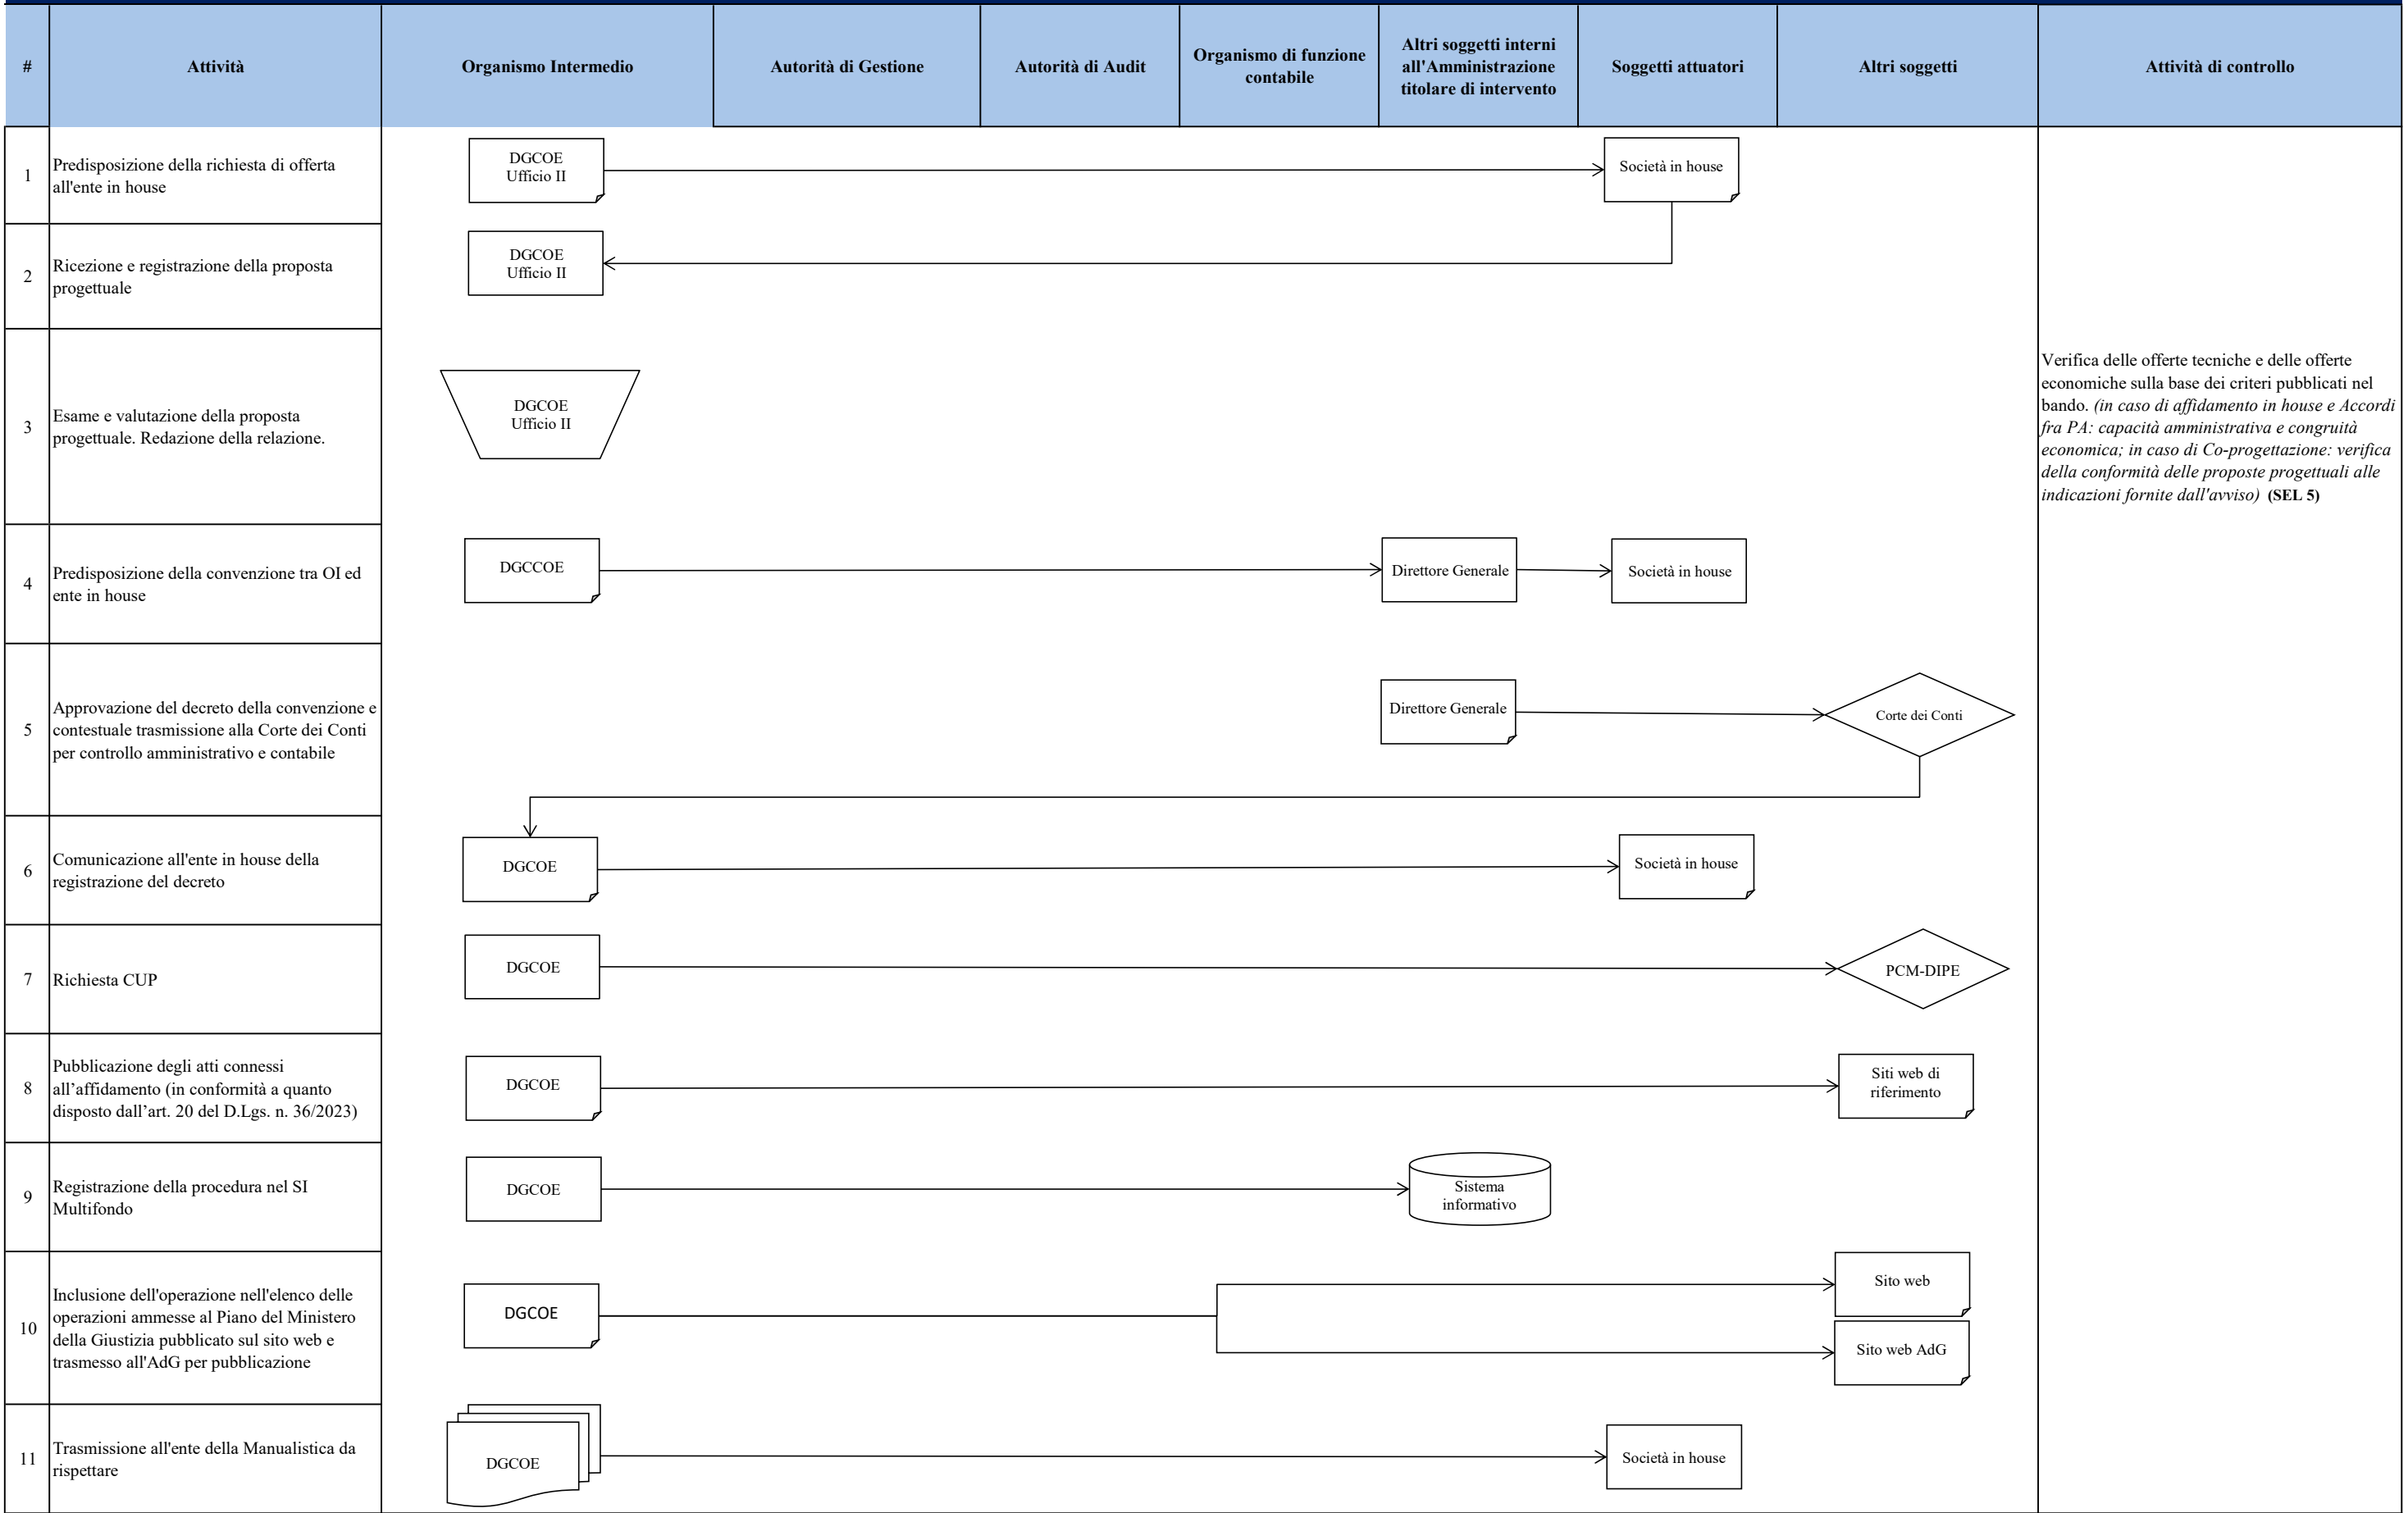 #
Attività
Organismo Intermedio
Autorità di Gestione
Autorità di Audit
Organismo di funzione
contabile
Altri soggetti interni
all'Amministrazione
titolare di intervento
Soggetti attuatori
Altri soggetti
Attività di controllo
1
Predisposizione della richiesta di offerta
all'ente in house
DGCOE
Ufficio II
Società in house
2
Ricezione e registrazione della proposta
progettuale
DGCOE
Ufficio II
3
Esame e valutazione della proposta
progettuale. Redazione della relazione.
DGCOE
Ufficio II
Verifica delle offerte tecniche e delle offerte
economiche sulla base dei criteri pubblicati nel
bando. (in caso di affidamento in house e Accordi
fra PA: capacità amministrativa e congruità
economica; in caso di Co-progettazione: verifica
della conformità delle proposte progettuali alle
indicazioni fornite dall'avviso) (SEL 5)
4
Predisposizione della convenzione tra OI ed
ente in house
DGCCOE
Direttore Generale
Società in house
5
Approvazione del decreto della convenzione e
contestuale trasmissione alla Corte dei Conti
per controllo amministrativo e contabile
Direttore Generale
Corte dei Conti
6
Comunicazione all'ente in house della
registrazione del decreto
DGCOE
Società in house
7
Richiesta CUP
DGCOE
PCM-DIPE
8
Pubblicazione degli atti connessi
all’affidamento (in conformità a quanto
disposto dall’art. 20 del D.Lgs. n. 36/2023)
DGCOE
Siti web di
riferimento
9
Registrazione della procedura nel SI
Multifondo
DGCOE
Sistema
informativo
10
Inclusione dell'operazione nell'elenco delle
operazioni ammesse al Piano del Ministero
della Giustizia pubblicato sul sito web e
trasmesso all'AdG per pubblicazione
DGCOE
Sito web
Sito web AdG
11
Trasmissione all'ente della Manualistica da
rispettare
DGCOE
Società in house